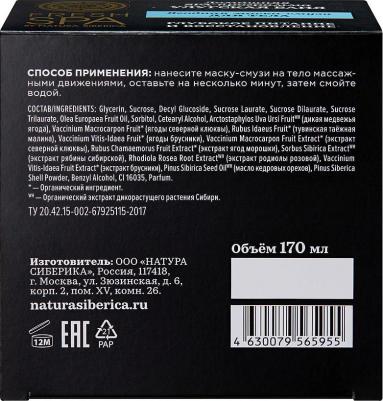 СПОСОБ ПРИМЕНЕНИЯ: нанесите маску-смузи на тело массаж-
ными движениями, оставьте на несколько минут, затем смойте
водой.
СОСТАВ/INGREDIENTS: Glycerin, Sucrose, Decyl Glucoside, Sucrose Laurate, Sucrose Dilaurate, Sucrose
Trilaurate, Olea Europaea Fruit Oil, Sorbitol, Cetearyl Alcohol, Arctostaphylos Uva Ursi Fruit (дикая медвежья
ягода), Vaccinium Macrocarpon Fruit* (ягоды северной клюквы), Rubus Idaeus Fruit* (тувинская таёжная
малина), Vaccinium Vitis-Idaea Fruit* (ягоды брусники), Vaccinium Macrocarpon Fruit Extract* (экстракт северной
клюквы), Rubus Chamaemorus Fruit Extract* (экстракт ягод морошки), Sorbus Sibirica Extract
(экстракт рябины сибирской), Rhodiola Rosea Root Extract (экстракт родиолы розовой), Vaccinium
Vitis-Idaea Fruit Extract* (экстракт брусники), Pinus Sibirica Seed Oil (масло кедровых орехов), Pinus Sibirica
Shell Powder, Benzyl Alcohol, CI 16035, Parfum.
* — Органический ингредиент.
WH — Органический экстракт дикорастущего растения Сибири.
ТУ 20.42.15-002-67925115-2017
Объём 170 мл
Изготовитель: ООО «НАТУРА
СИБЕРИКА», Россия, 117418,
г. Москва, ул. Зюзинская, д. 6,
корп. 2, пом. XV, комн. 26.
naturasiberica.ru
12M
EAC
21
PAP
4 630079 565955